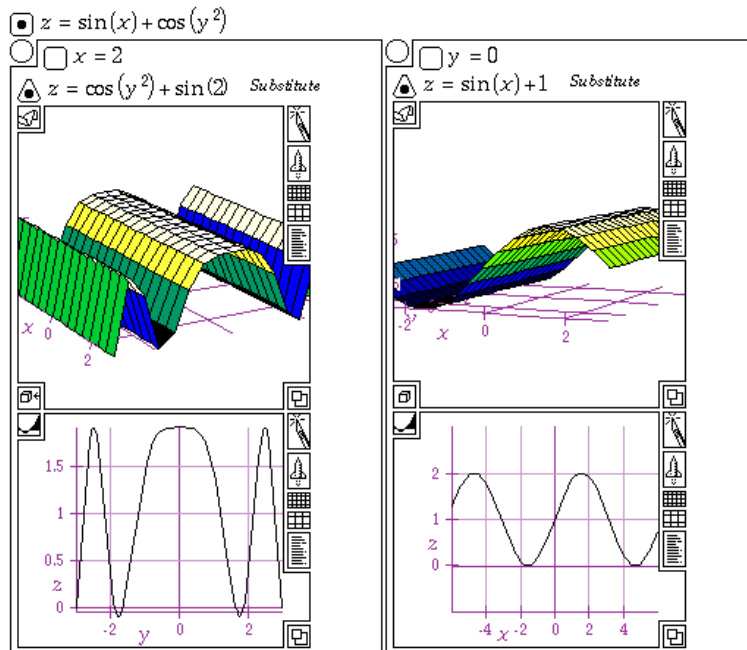 z = sin(x) + cos(y²)
x = 2
z = cos(y²) + sin(2) Substitute
x 0 2
1.5
1
0.5
z
0
-2 0 2
y
y = 0
z = sin(x) + 1 Substitute
-2 0 2
x
2
1
z
0
-4 -2 0 2 4
x